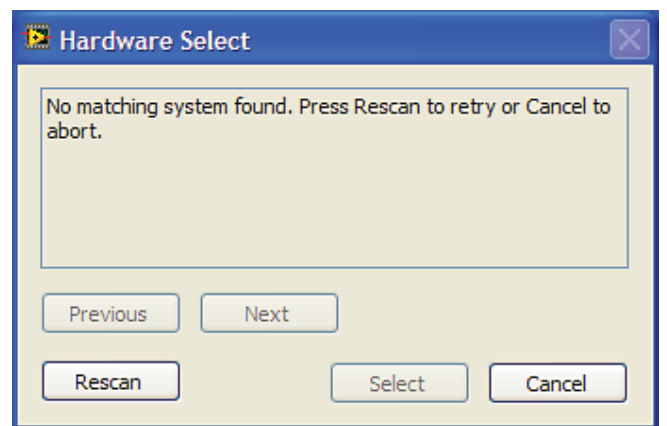 Hardware Select
No matching system found. Press Rescan to retry or Cancel to
abort.
Previous Next
Rescan Select Cancel